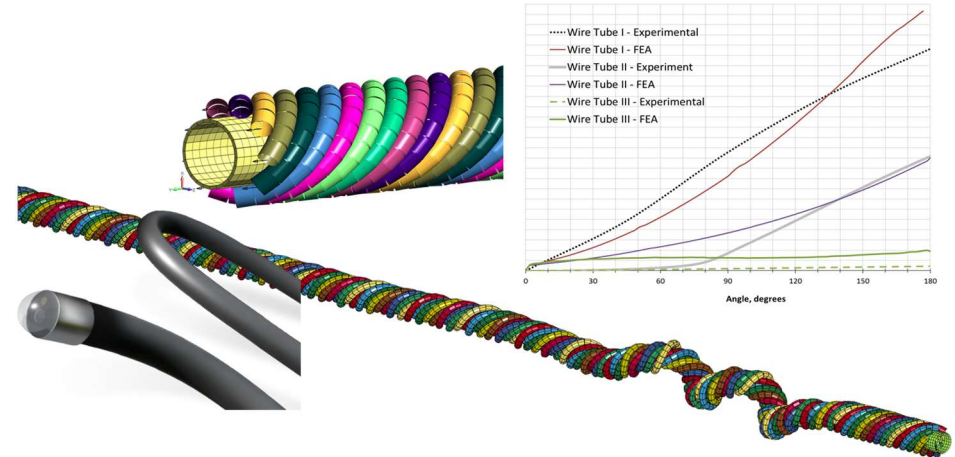 Wire Tube I - Experimental
Wire Tube I - FEA
Wire Tube II - Experiment
Wire Tube II - FEA
Wire Tube III - Experimental
Wire Tube III - FEA
0 30 60 90 120 150 180
Angle, degrees